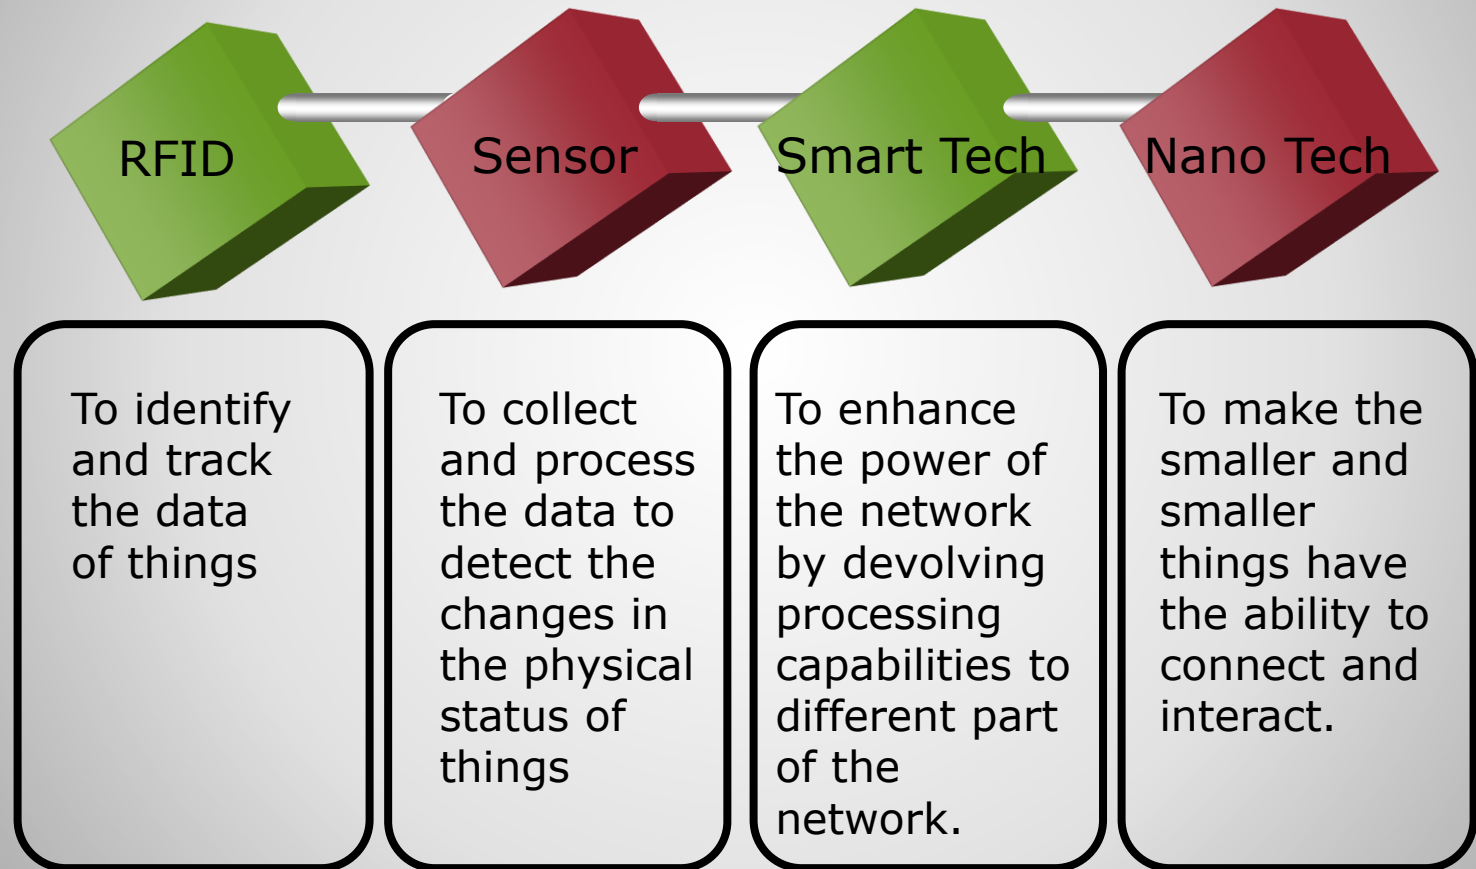 RFID
Sensor
Smart Tech
Nano Tech
To identify
and track
the data
of things
To collect
and process
the data to
detect the
changes in
the physical
status of
things
To enhance
the power of
the network
by devolving
processing
capabilities to
different part
of the
network.
To make the
smaller and
smaller
things have
the ability to
connect and
interact.